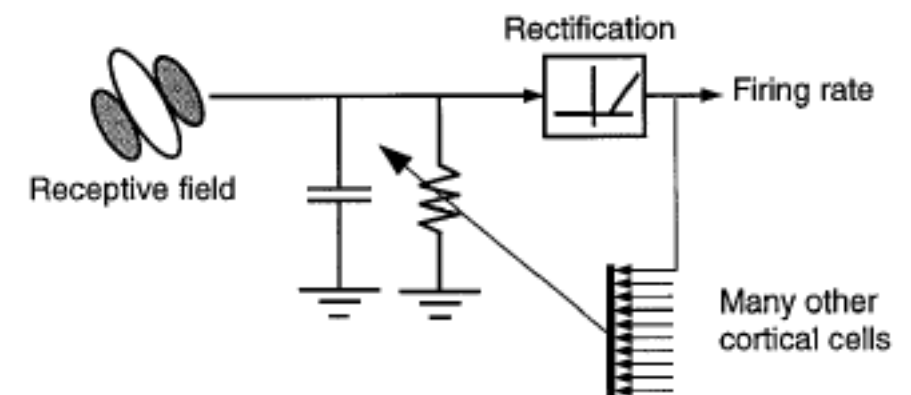 Rectification
Firing rate
Receptive field
Many other
cortical cells